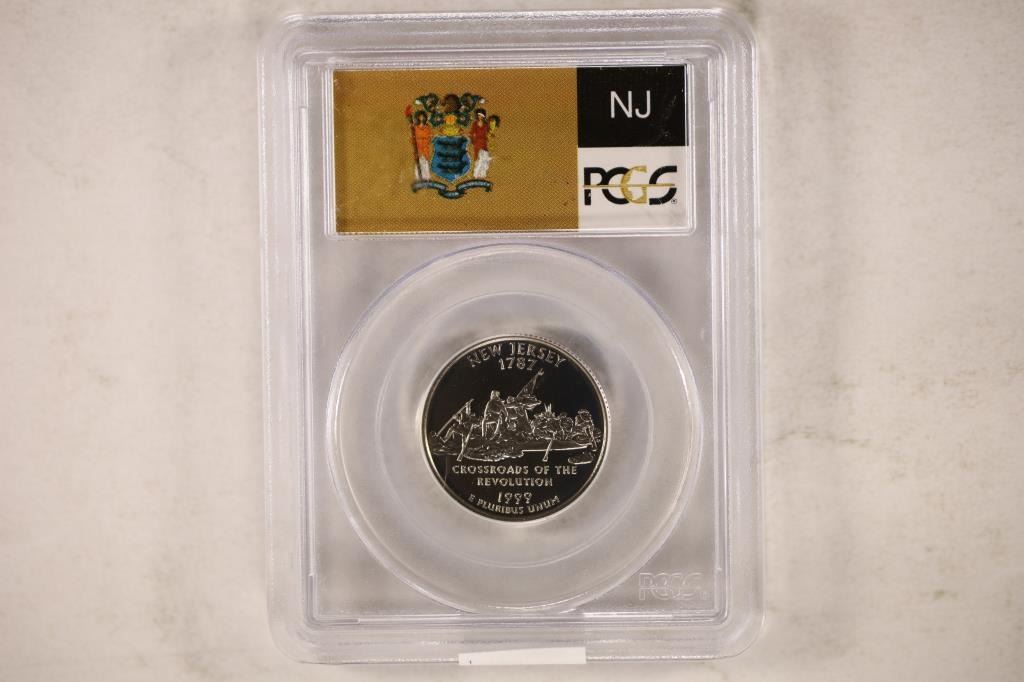 NJ
PCGS
NEW JERSEY
1787
CROSSROADS OF THE
REVOLUTION
1999
E PLURIBUS UNUM
PCGS